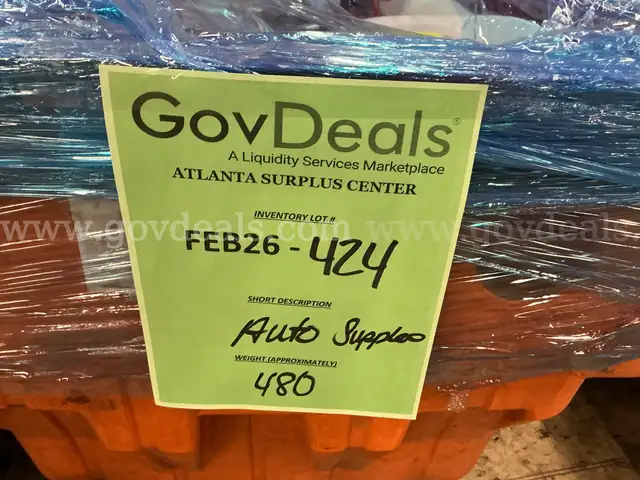 GovDeals®
A Liquidity Services Marketplace
ATLANTA SURPLUS CENTER
INVENTORY LOT #
FEB26 - 424
www.govdeals.com
www.govdeals
SHORT DESCRIPTION
Auto Supplies
WEIGHT (APPROXIMATELY)
480